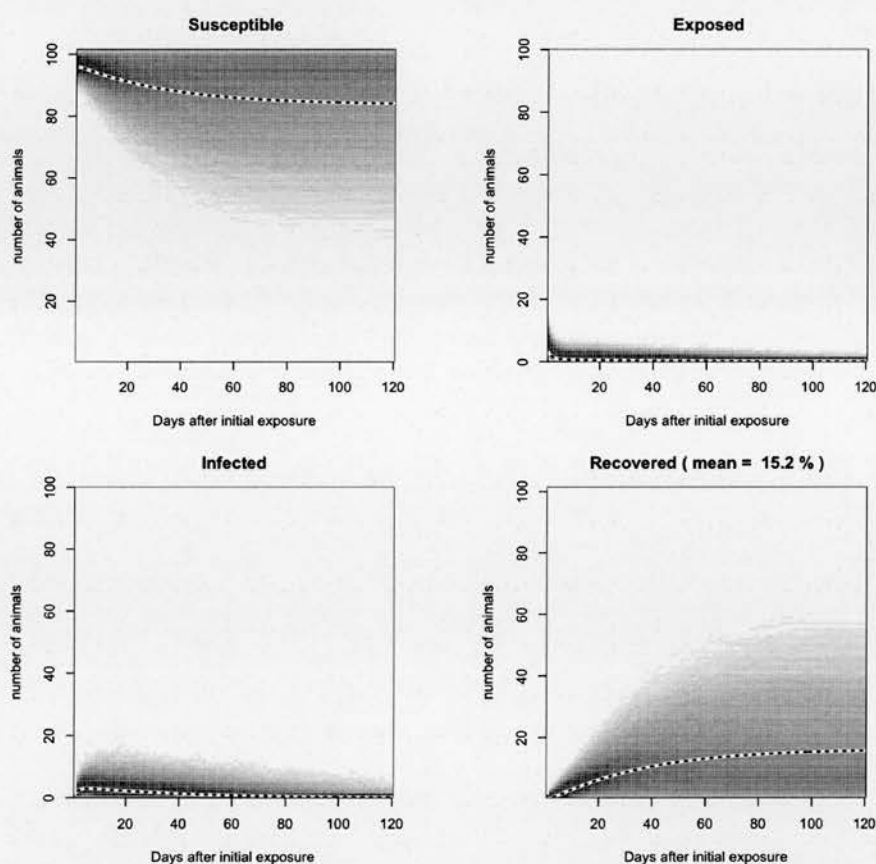 Susceptible
100
80
60
40
20
number of animals
20 40 60 80 100 120
Days after initial exposure
Exposed
100
80
60
40
20
0
number of animals
20 40 60 80 100 120
Days after initial exposure
Infected
100
80
60
40
20
0
number of animals
20 40 60 80 100 120
Days after initial exposure
Recovered ( mean = 15.2 % )
100
80
60
40
20
number of animals
20 40 60 80 100 120
Days after initial exposure